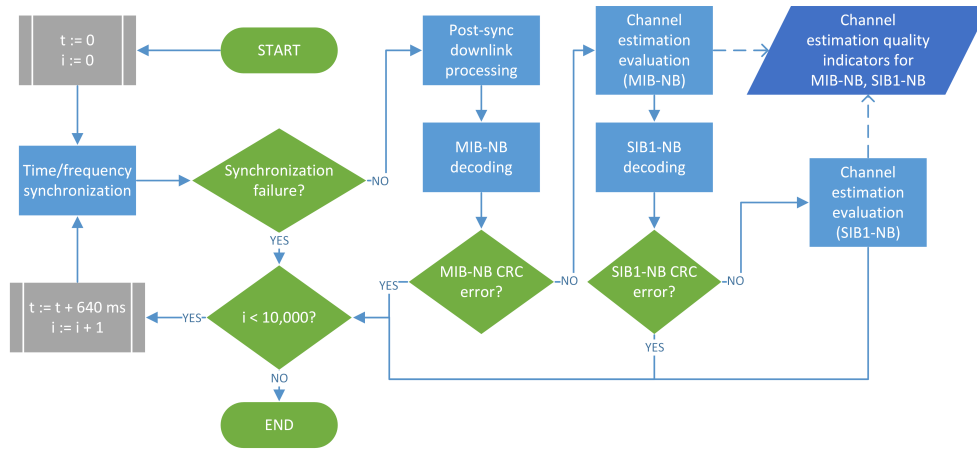 t := 0
i := 0
START
Post-sync
downlink
processing
Channel
estimation
evaluation
(MIB-NB)
Channel
estimation quality
indicators for
MIB-NB, SIB1-NB
Time/frequency
synchronization
Synchronization
failure?
NO
MIB-NB
decoding
SIB1-NB
decoding
Channel
estimation
evaluation
(SIB1-NB)
YES
MIB-NB CRC
error?
NO
SIB1-NB CRC
error?
NO
YES
t := t + 640 ms
i := i + 1
YES
i < 10,000?
YES
NO
END